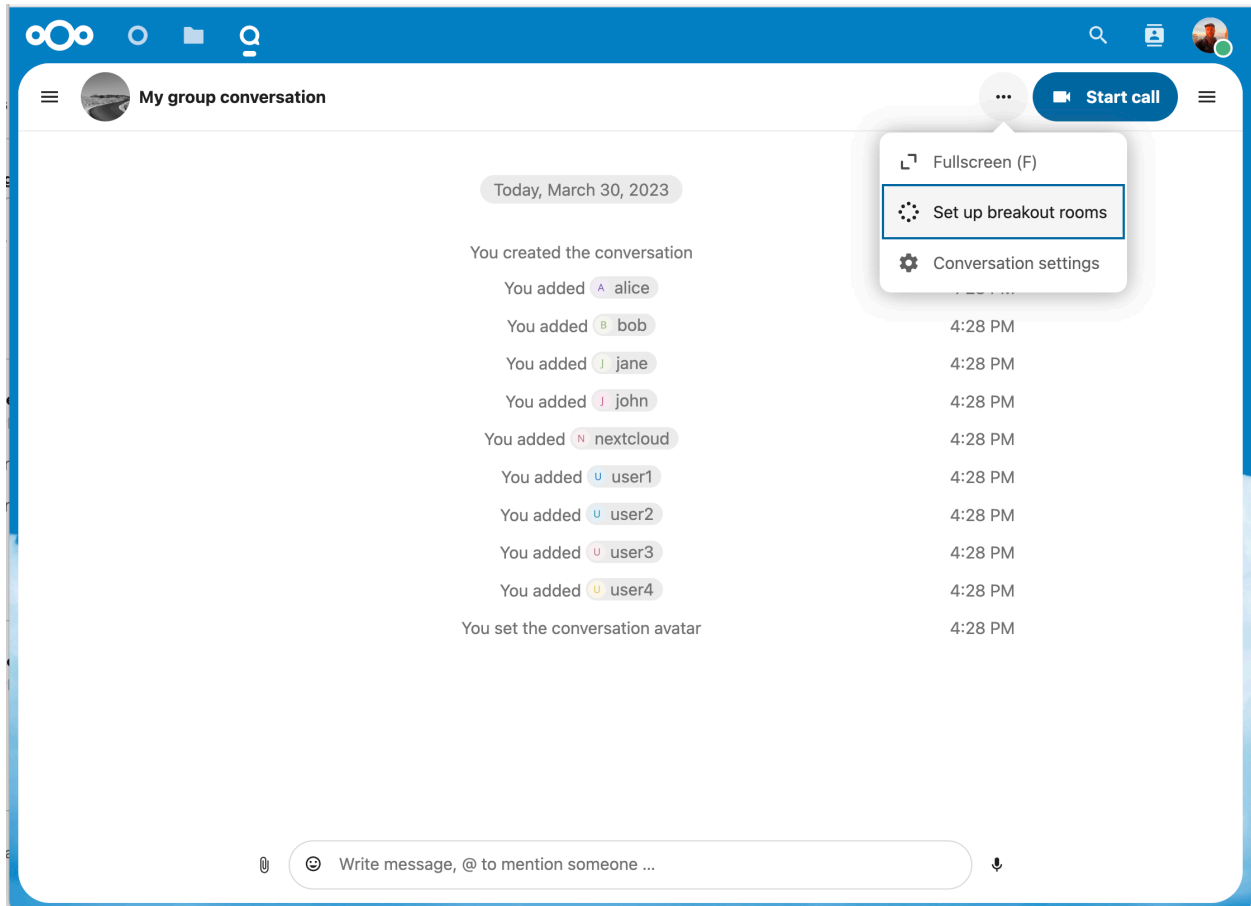 My group conversation
Start call
Fullscreen (F)
Set up breakout rooms
Conversation settings
Today, March 30, 2023
You created the conversation
You added A alice
You added B bob 4:28 PM
You added J jane 4:28 PM
You added J john 4:28 PM
You added N nextcloud 4:28 PM
You added U user1 4:28 PM
You added U user2 4:28 PM
You added U user3 4:28 PM
You added U user4 4:28 PM
You set the conversation avatar 4:28 PM
Write message, @ to mention someone ...